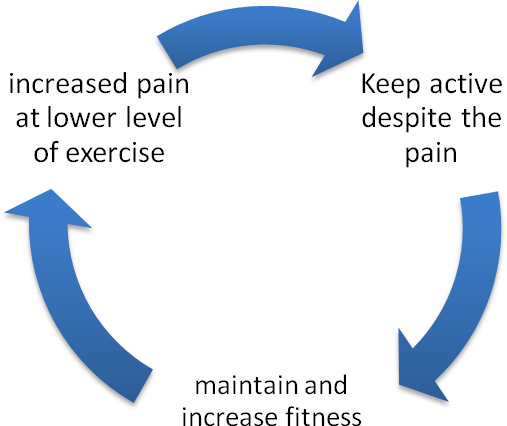 increased pain
at lower level
of exercise
Keep active
despite the
pain
maintain and
increase fitness